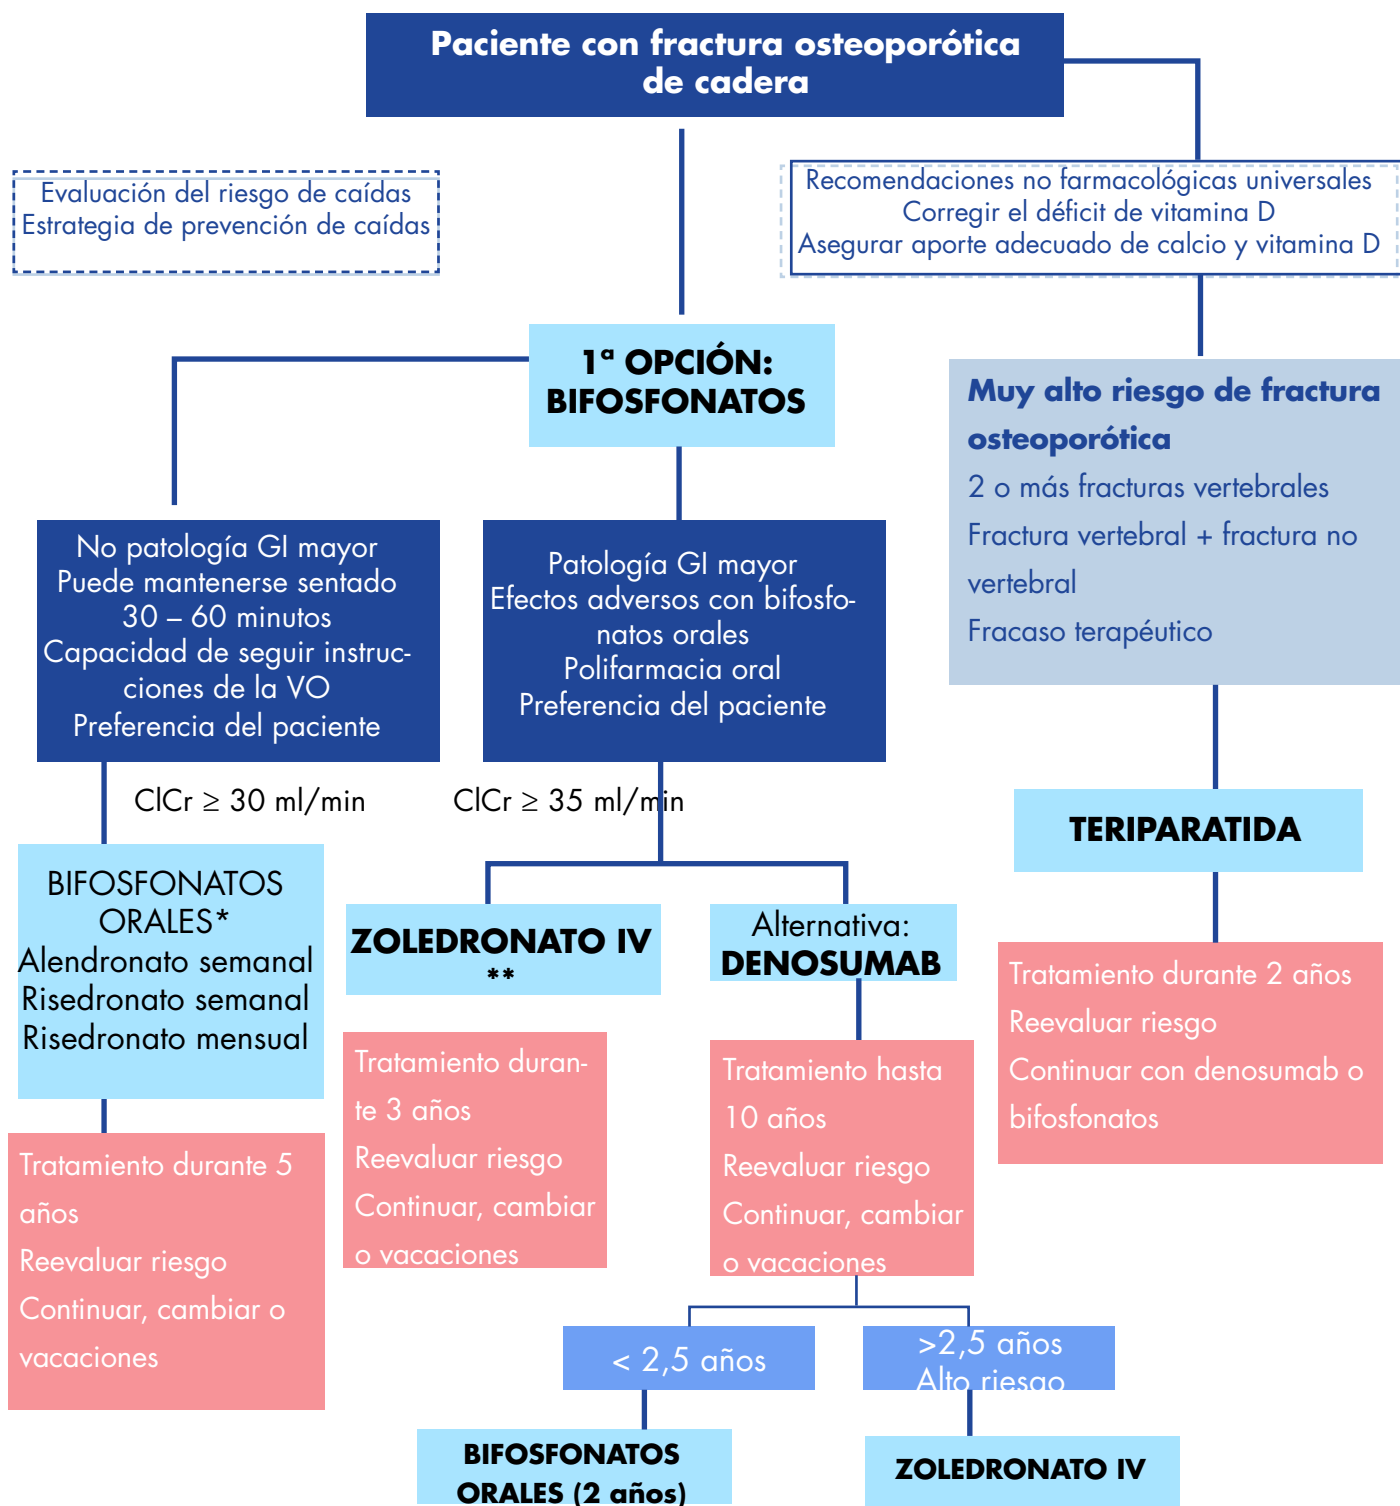 Paciente con fractura osteoporótica
de cadera
Evaluación del riesgo de caídas
Estrategia de prevención de caídas
Recomendaciones no farmacológicas universales
Corregir el déficit de vitamina D
Asegurar aporte adecuado de calcio y vitamina D
1ª OPCIÓN:
BIFOSFONATOS
Muy alto riesgo de fractura
osteoporótica
2 o más fracturas vertebrales
Fractura vertebral + fractura no
vertebral
Fracaso terapéutico
No patología GI mayor
Puede mantenerse sentado
30 – 60 minutos
Capacidad de seguir instruc-
ciones de la VO
Preferencia del paciente
Patología GI mayor
Efectos adversos con bifosfo-
natos orales
Polifarmacia oral
Preferencia del paciente
ClCr ≥ 30 ml/min
ClCr ≥ 35 ml/min
TERIPARATIDA
BIFOSFONATOS
ORALES*
Alendronato semanal
Risedronato semanal
Risedronato mensual
ZOLEDRONATO IV
**
Alternativa:
DENOSUMAB
Tratamiento durante 2 años
Reevaluar riesgo
Continuar con denosumab o
bifosfonatos
Tratamiento duran-
te 3 años
Reevaluar riesgo
Continuar, cambiar
o vacaciones
Tratamiento hasta
10 años
Reevaluar riesgo
Continuar, cambiar
o vacaciones
Tratamiento durante 5
años
Reevaluar riesgo
Continuar, cambiar o
vacaciones
< 2,5 años
>2,5 años
Alto riesgo
BIFOSFONATOS
ORALES (2 años)
ZOLEDRONATO IV